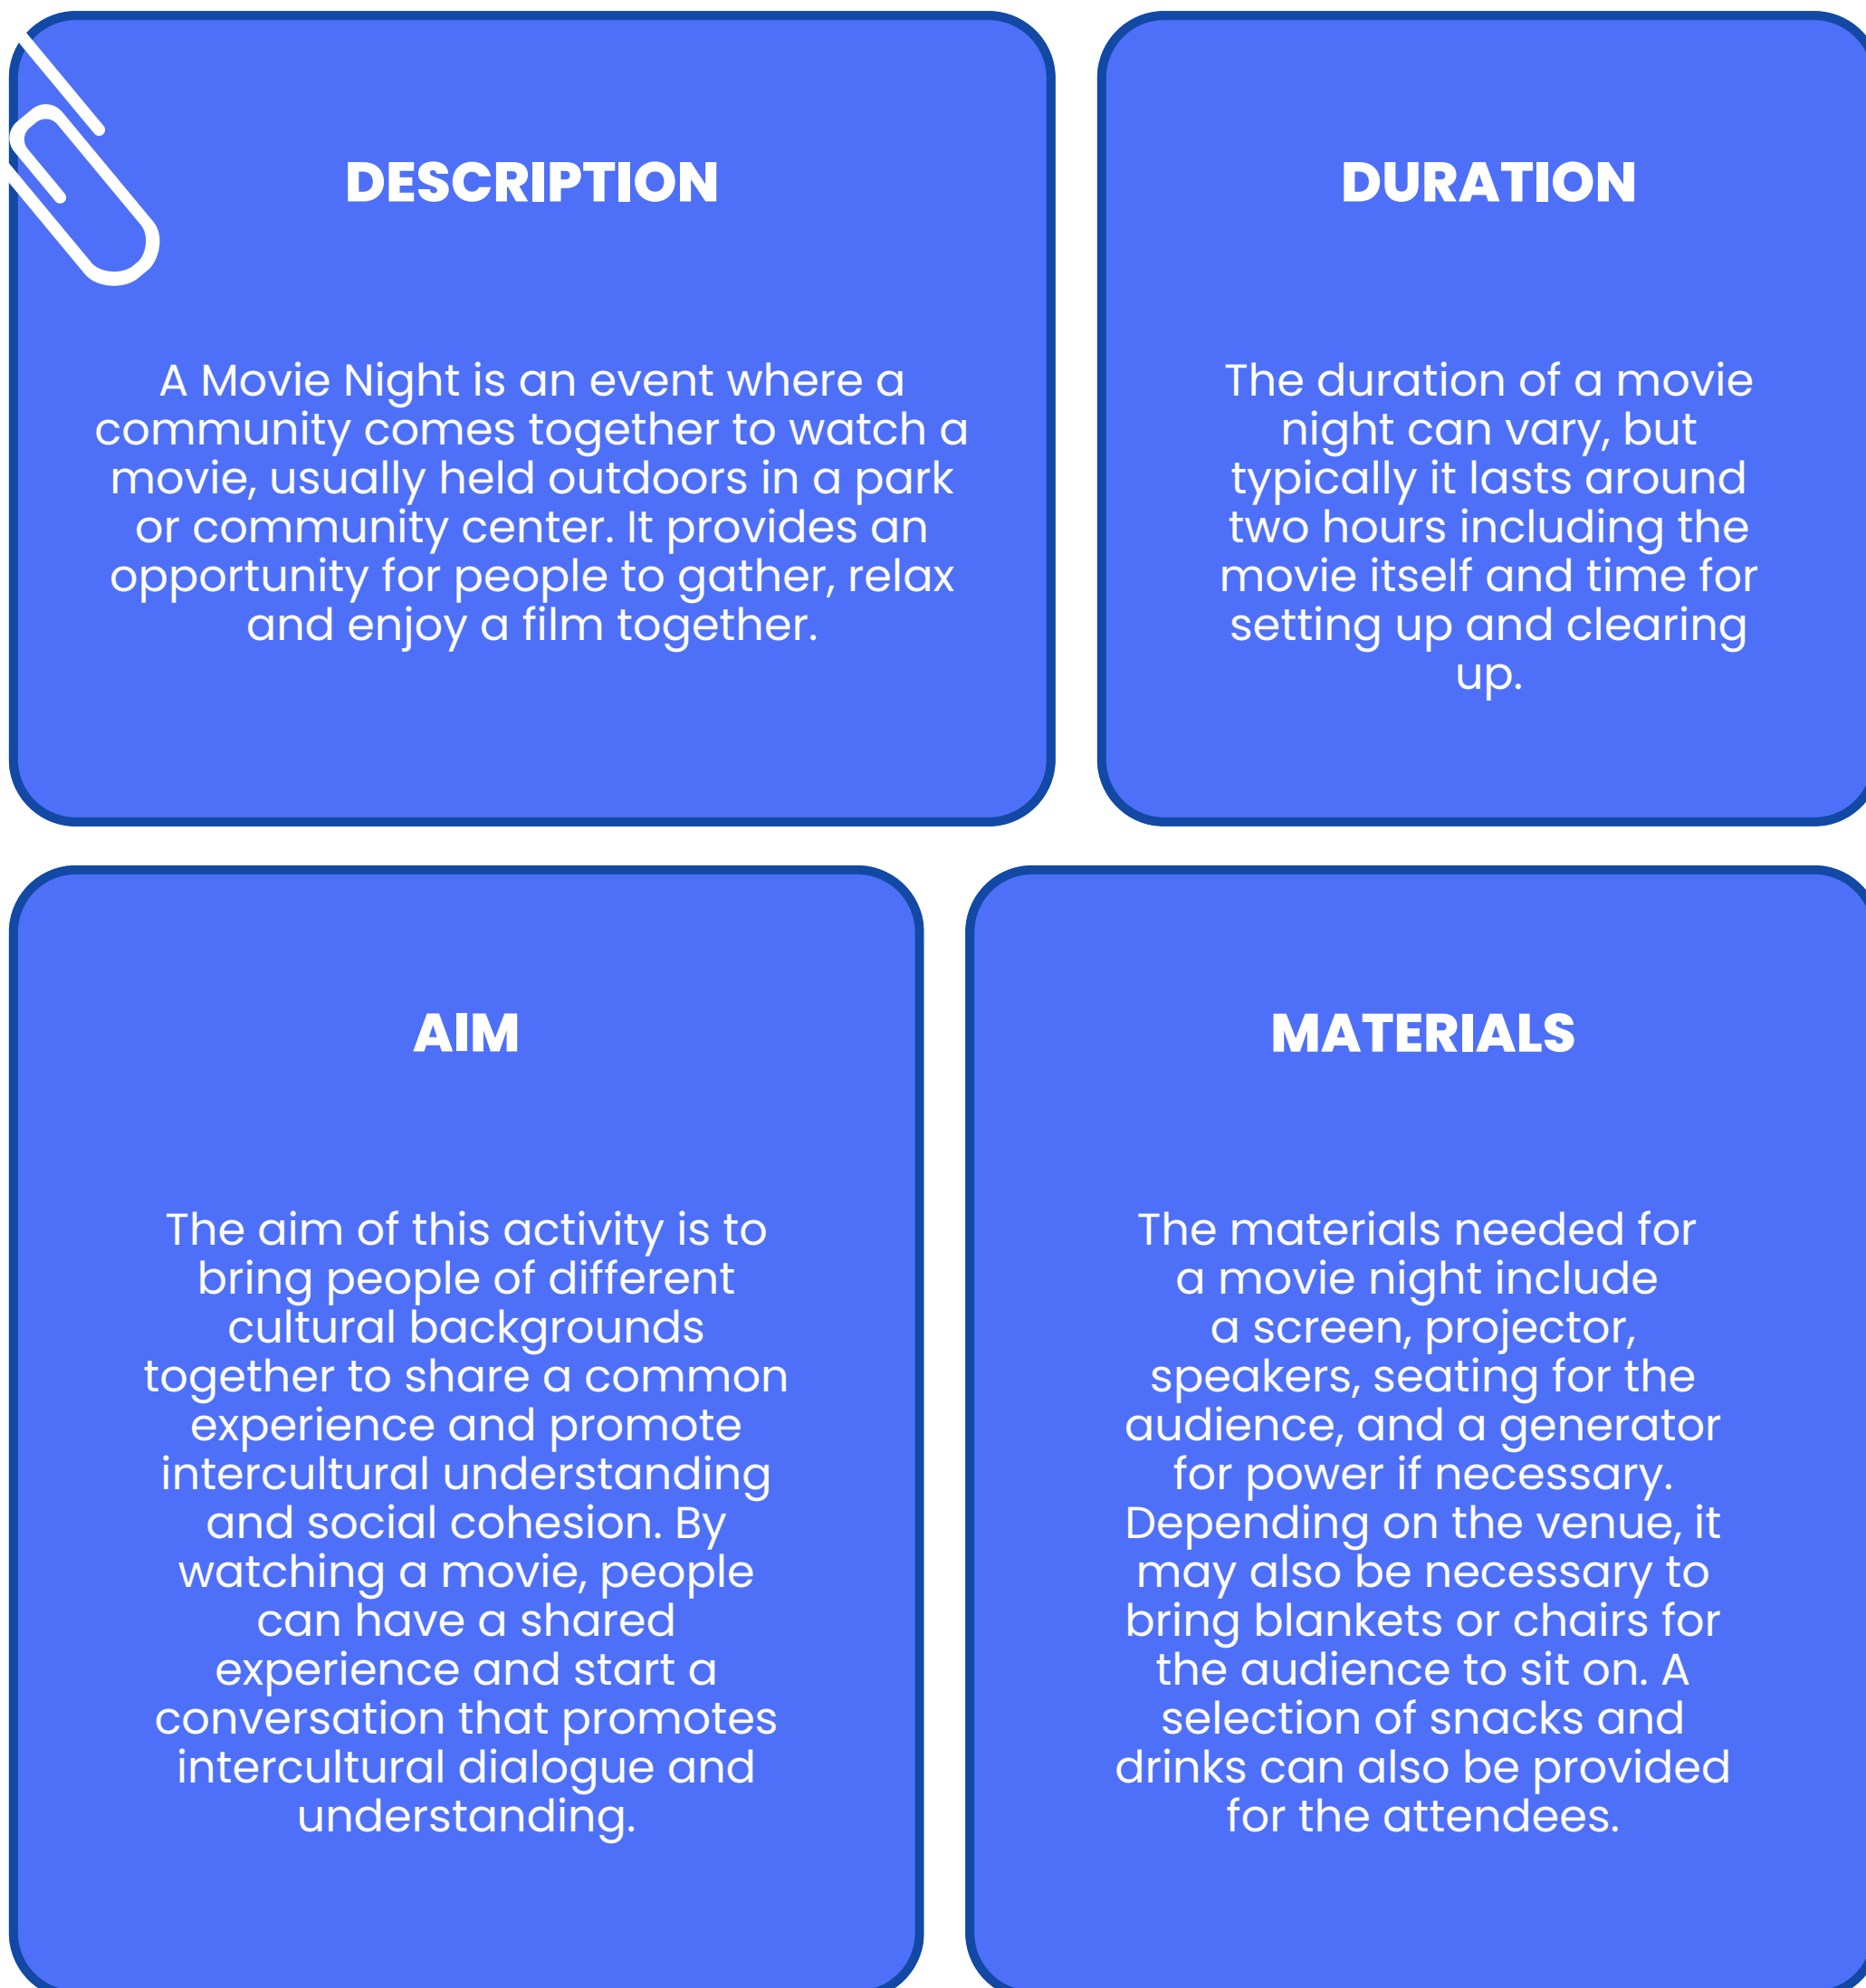 DESCRIPTION
A Movie Night is an event where a
community comes together to watch a
movie, usually held outdoors in a park
or community center. It provides an
opportunity for people to gather, relax
and enjoy a film together.
DURATION
The duration of a movie
night can vary, but
typically it lasts around
two hours including the
movie itself and time for
setting up and clearing
up.
AIM
The aim of this activity is to
bring people of different
cultural backgrounds
together to share a common
experience and promote
intercultural understanding
and social cohesion. By
watching a movie, people
can have a shared
experience and start a
conversation that promotes
intercultural dialogue and
understanding.
MATERIALS
The materials needed for
a movie night include
a screen, projector,
speakers, seating for the
audience, and a generator
for power if necessary.
Depending on the venue, it
may also be necessary to
bring blankets or chairs for
the audience to sit on. A
selection of snacks and
drinks can also be provided
for the attendees.